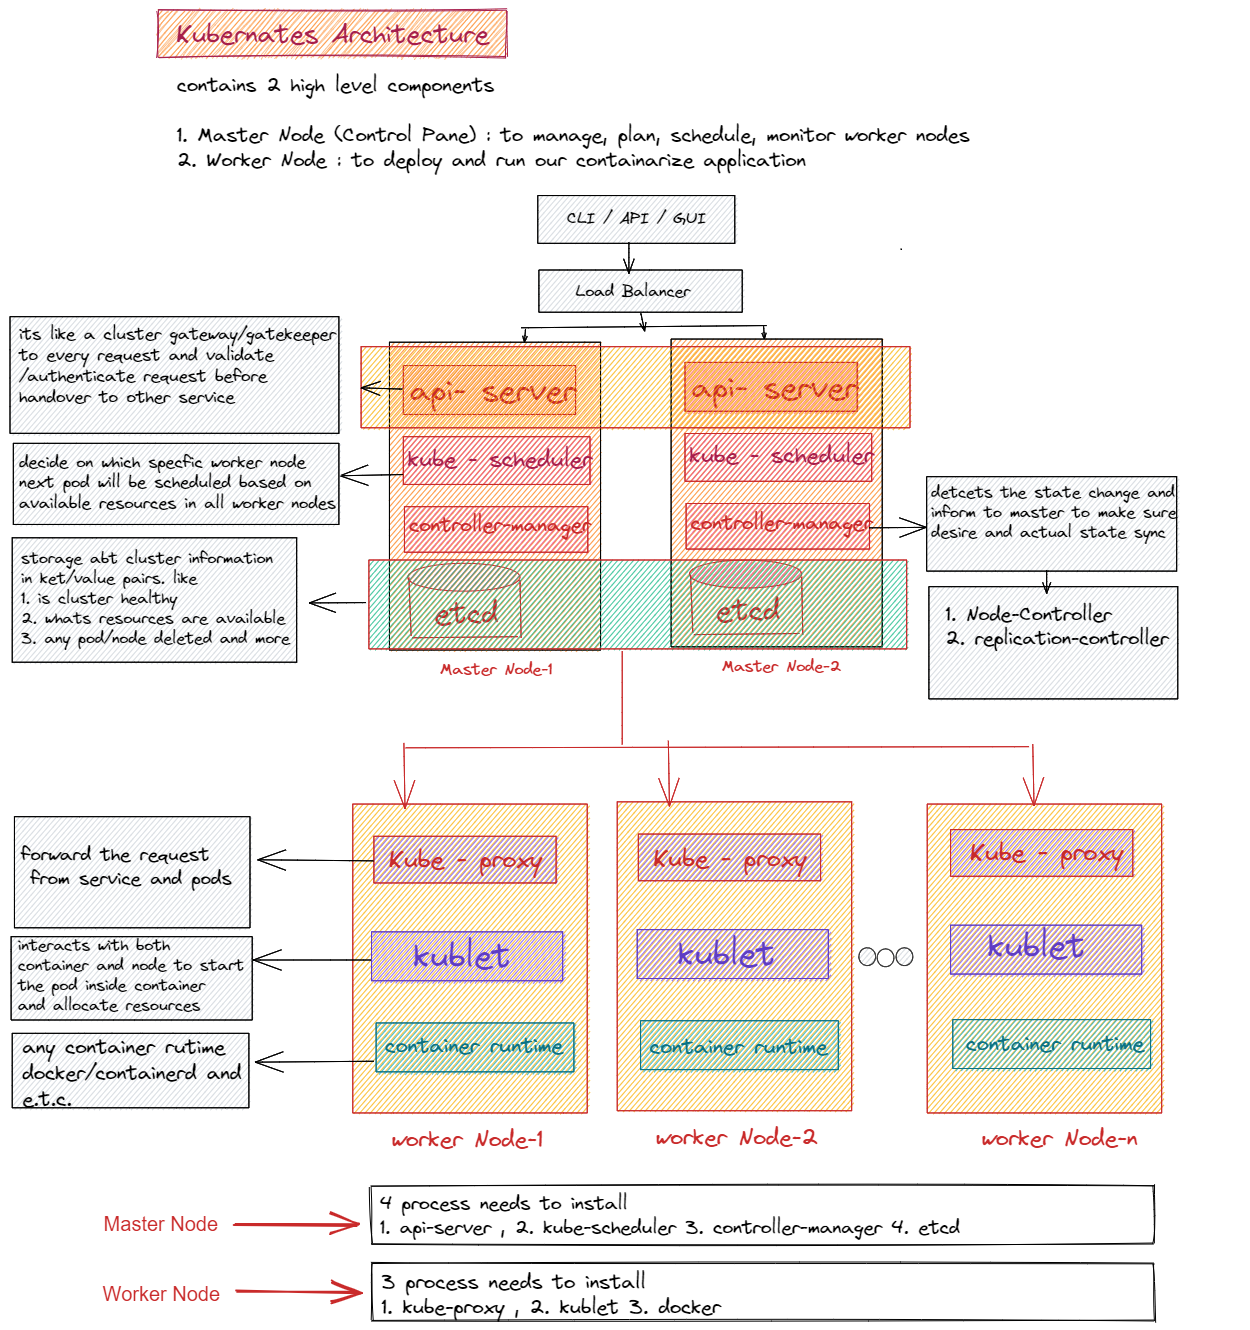 Kubernates Architecture
contains 2 high level components
1. Master Node (Control Pane) : to manage, plan, schedule, monitor worker nodes
2. Worker Node : to deploy and run our containarize application
CLI / API / GUI
Load Balancer
its like a cluster gateway/gatekeeper
to every request and validate
/authenticate request before
handover to other service
api- server
api- server
decide on which specfic worker node
next pod will be scheduled based on
available resources in all worker nodes
kube - scheduler
kube - scheduler
controller-manager
controller-manager
detcets the state change and
inform to master to make sure
desire and actual state sync
storage abt cluster information
in ket/value pairs. like
1. is cluster healthy
2. whats resources are available
3. any pod/node deleted and more
etcd
etcd
1. Node-Controller
2. replication-controller
Master Node-1
Master Node-2
forward the request
from service and pods
Kube - proxy
Kube - proxy
Kube - proxy
interacts with both
container and node to start
the pod inside container
and allocate resources
kublet
kublet
kublet
any container rutime
docker/containerd and
e.t.c.
container runtime
container runtime
container runtime
worker Node-1
worker Node-2
worker Node-n
Master Node
4 process needs to install
1. api-server , 2. kube-scheduler 3. controller-manager 4. etcd
Worker Node
3 process needs to install
1. kube-proxy , 2. kublet 3. docker